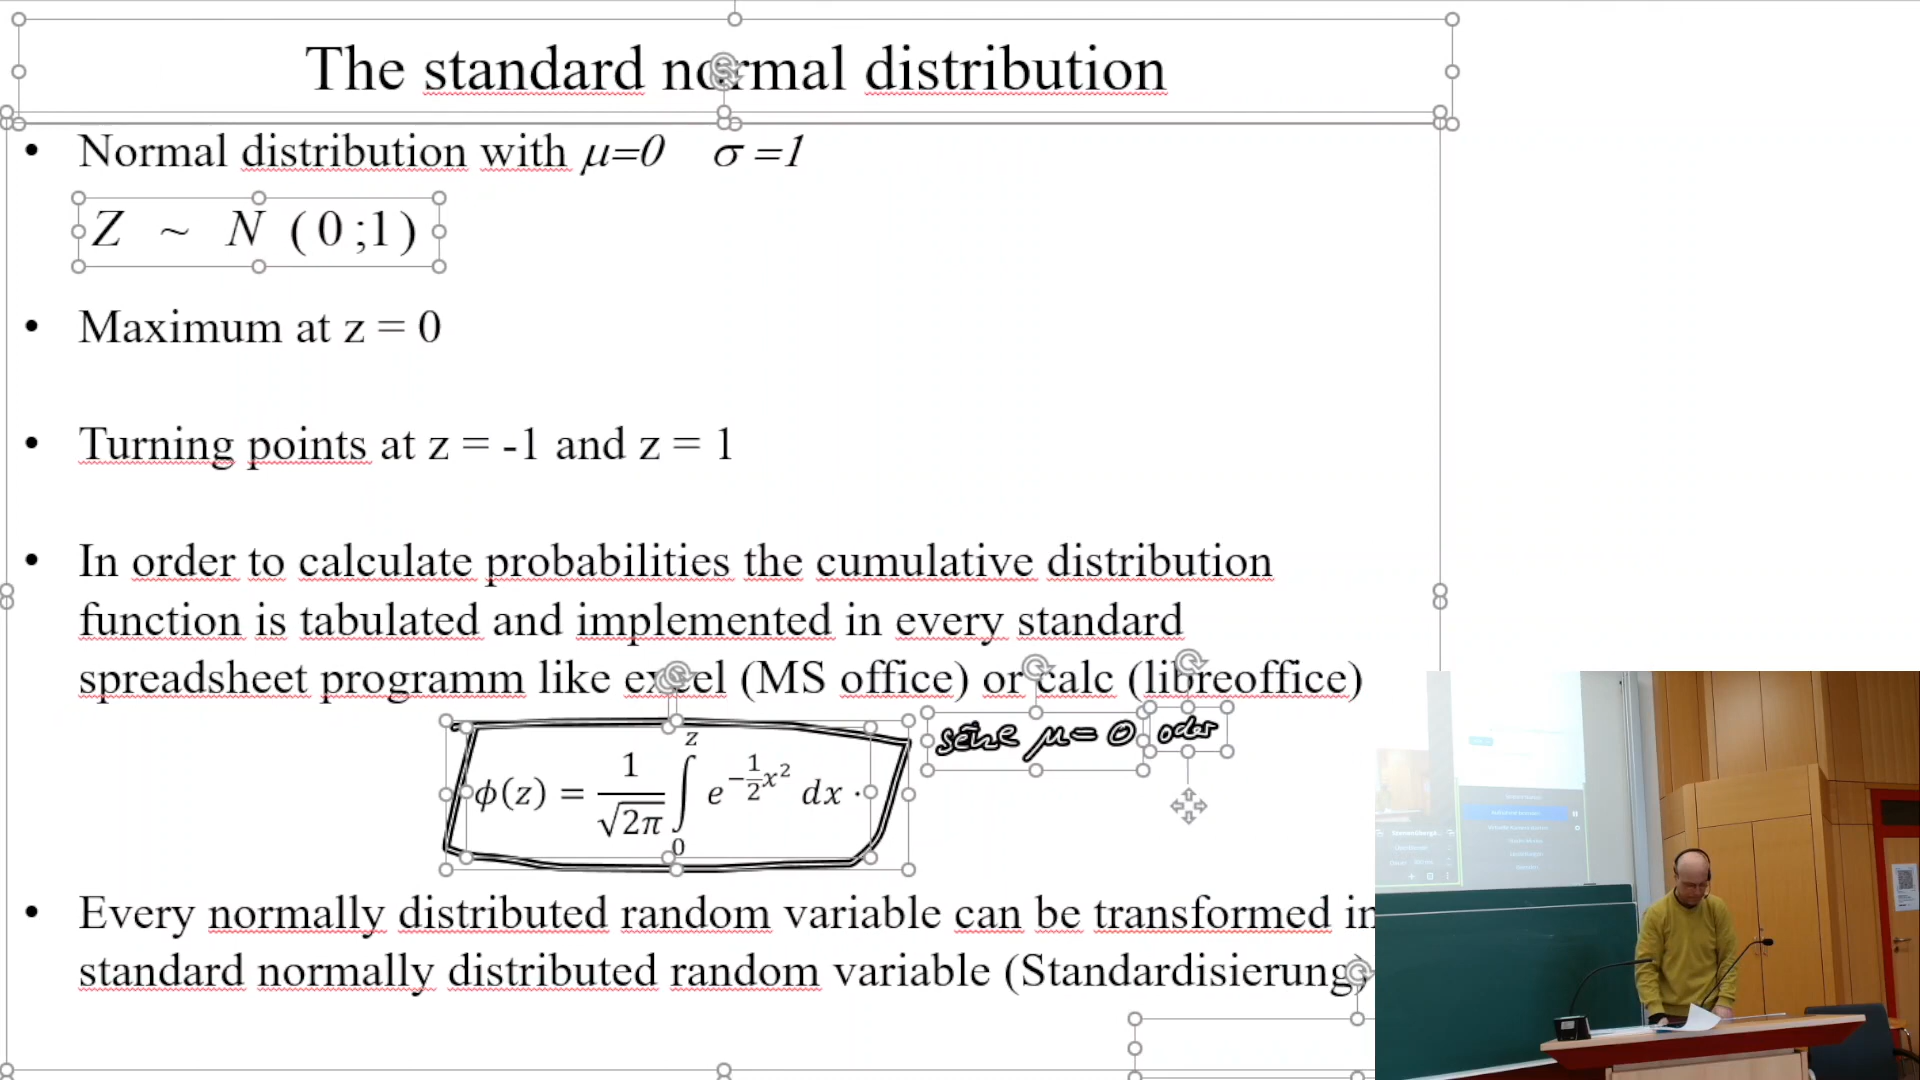 The standard normal distribution
• Normal distribution with μ=0 σ =1
Z ~ N (0;1)
• Maximum at z = 0
• Turning points at z = -1 and z = 1
• In order to calculate probabilities the cumulative distribution
function is tabulated and implemented in every standard
spreadsheet programm like excel (MS office) or calc (libreoffice)
setze μ=0 oder
ϕ(z) = 1/√2π ∫₀ᶻ e^(-1/2 x²) dx ·
• Every normally distributed random variable can be transformed in
standard normally distributed random variable (Standardisierung)